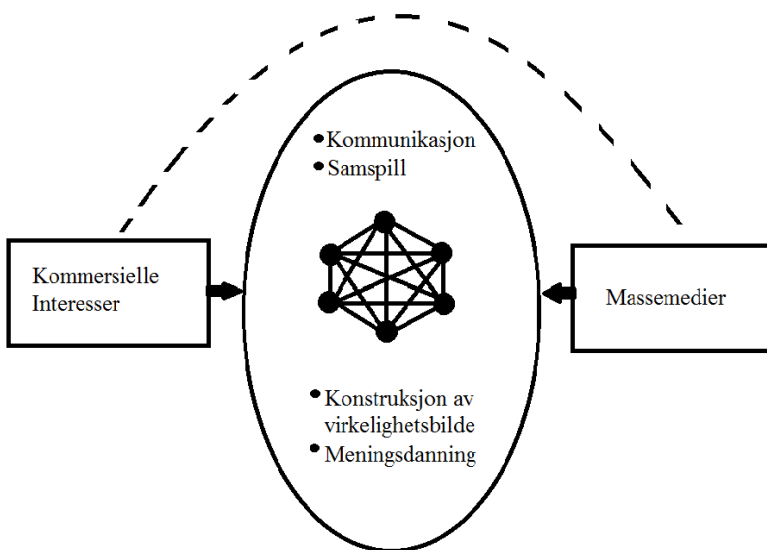 • Kommunikasjon
• Samspill
Kommersielle
Interesser
Massemedier
• Konstruksjon av
virkelighetsbilde
• Meningsdanning